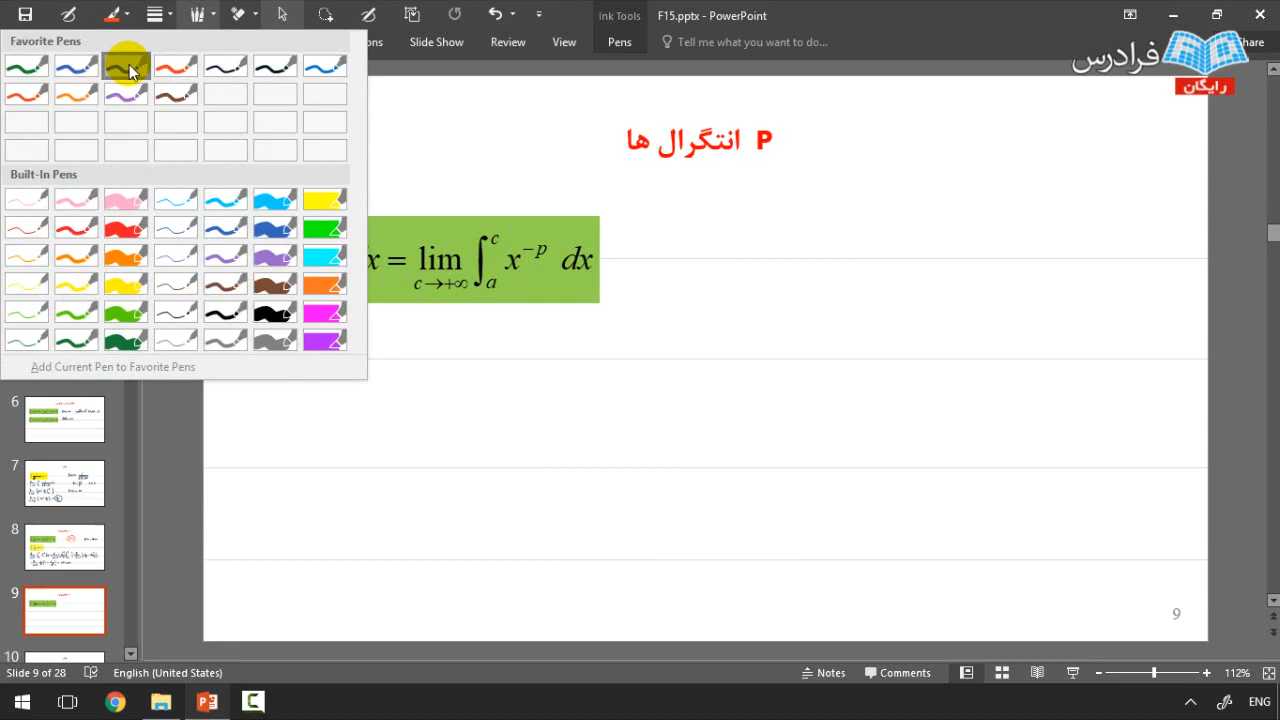 Ink Tools
F15.pptx - PowerPoint
ons
Slide Show
Review
View
Pens
Tell me what you want to do...
Share
Favorite Pens
Built-In Pens
Add Current Pen to Favorite Pens
فرادرس
رایگان
P انتگرال ها
x = lim c→+∞ ∫ₐᶜ x⁻ᵖ dx
6
7
8
9
10
9
Slide 9 of 28
English (United States)
Notes
Comments
112%
ENG